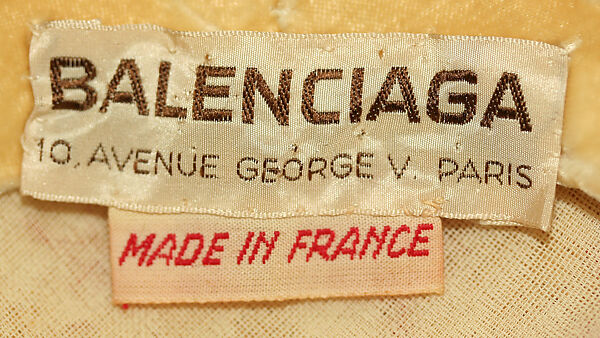 BALENCIAGA
10, AVENUE GEORGE V. PARIS
MADE IN FRANCE